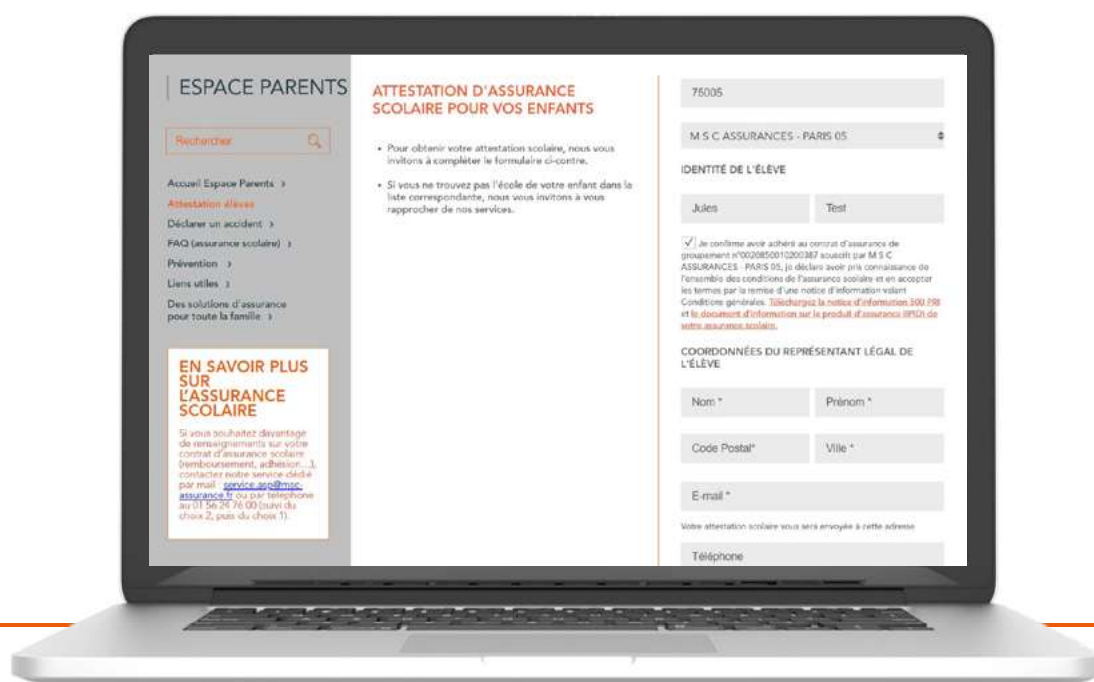 ESPACE PARENTS
Rechercher
Accueil Espace Parents >
Attestation élèves
Déclarer un accident >
FAQ (assurance scolaire) >
Prévention >
Liens utiles >
Des solutions d'assurance
pour toute la famille >
EN SAVOIR PLUS
SUR
L'ASSURANCE
SCOLAIRE
Si vous souhaitez davantage
de renseignements sur votre
contrat d'assurance scolaire
(remboursement, adhésion...),
contactez notre service dédié
par mail : service.asp@msc-
assurance.fr ou par téléphone
au 01 56 24 76 00 (suivi du
choix 2, puis du choix 1).
ATTESTATION D'ASSURANCE
SCOLAIRE POUR VOS ENFANTS
• Pour obtenir votre attestation scolaire, nous vous
invitons à compléter le formulaire ci-contre.
• Si vous ne trouvez pas l'école de votre enfant dans la
liste correspondante, nous vous invitons à vous
rapprocher de nos services.
75005
M S C ASSURANCES - PARIS 05
IDENTITÉ DE L'ÉLÈVE
Jules Test
Je confirme avoir adhéré au contrat d'assurance de
groupement n°0020850010200387 souscrit par M S C
ASSURANCES - PARIS 05, je déclare avoir pris connaissance de
l'ensemble des conditions de l'assurance scolaire et en accepter
les termes par la remise d'une notice d'information valant
Conditions générales. Téléchargez la notice d'information 500 PRI
et le document d'information sur le produit d'assurance (IPID) de
votre assurance scolaire.
COORDONNÉES DU REPRÉSENTANT LÉGAL DE
L'ÉLÈVE
Nom * Prénom *
Code Postal* Ville *
E-mail *
Votre attestation scolaire vous sera envoyée à cette adresse
Téléphone